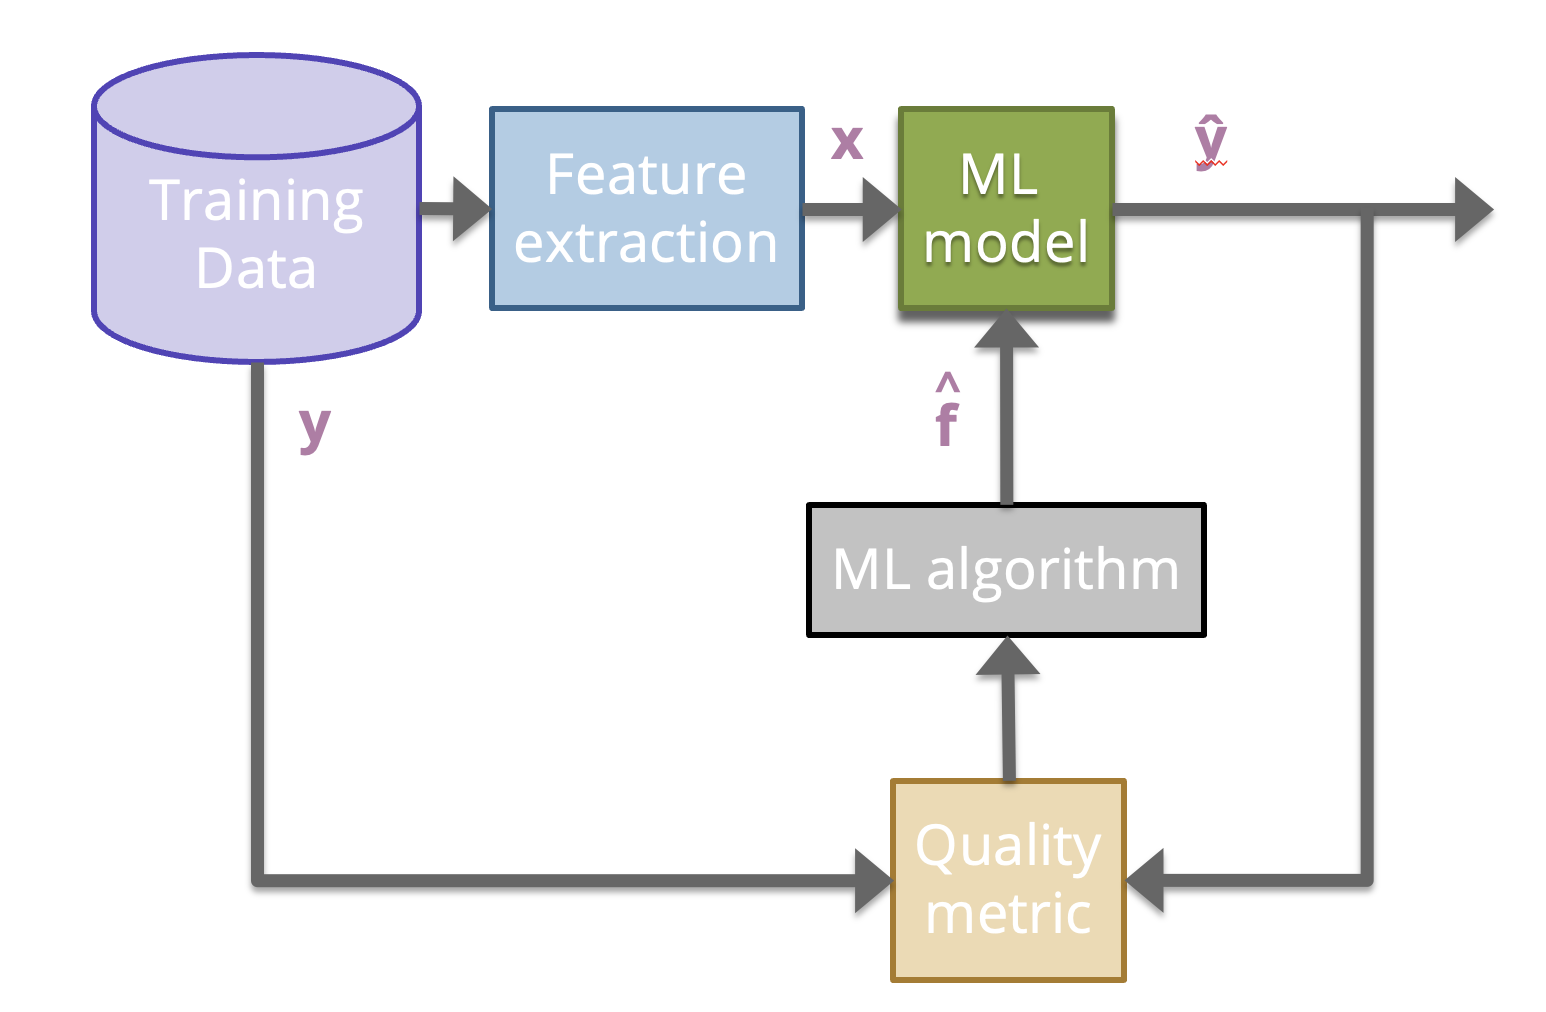 Training
Data
Feature
extraction
x
ML
model
ŷ
y
f̂
ML algorithm
Quality
metric